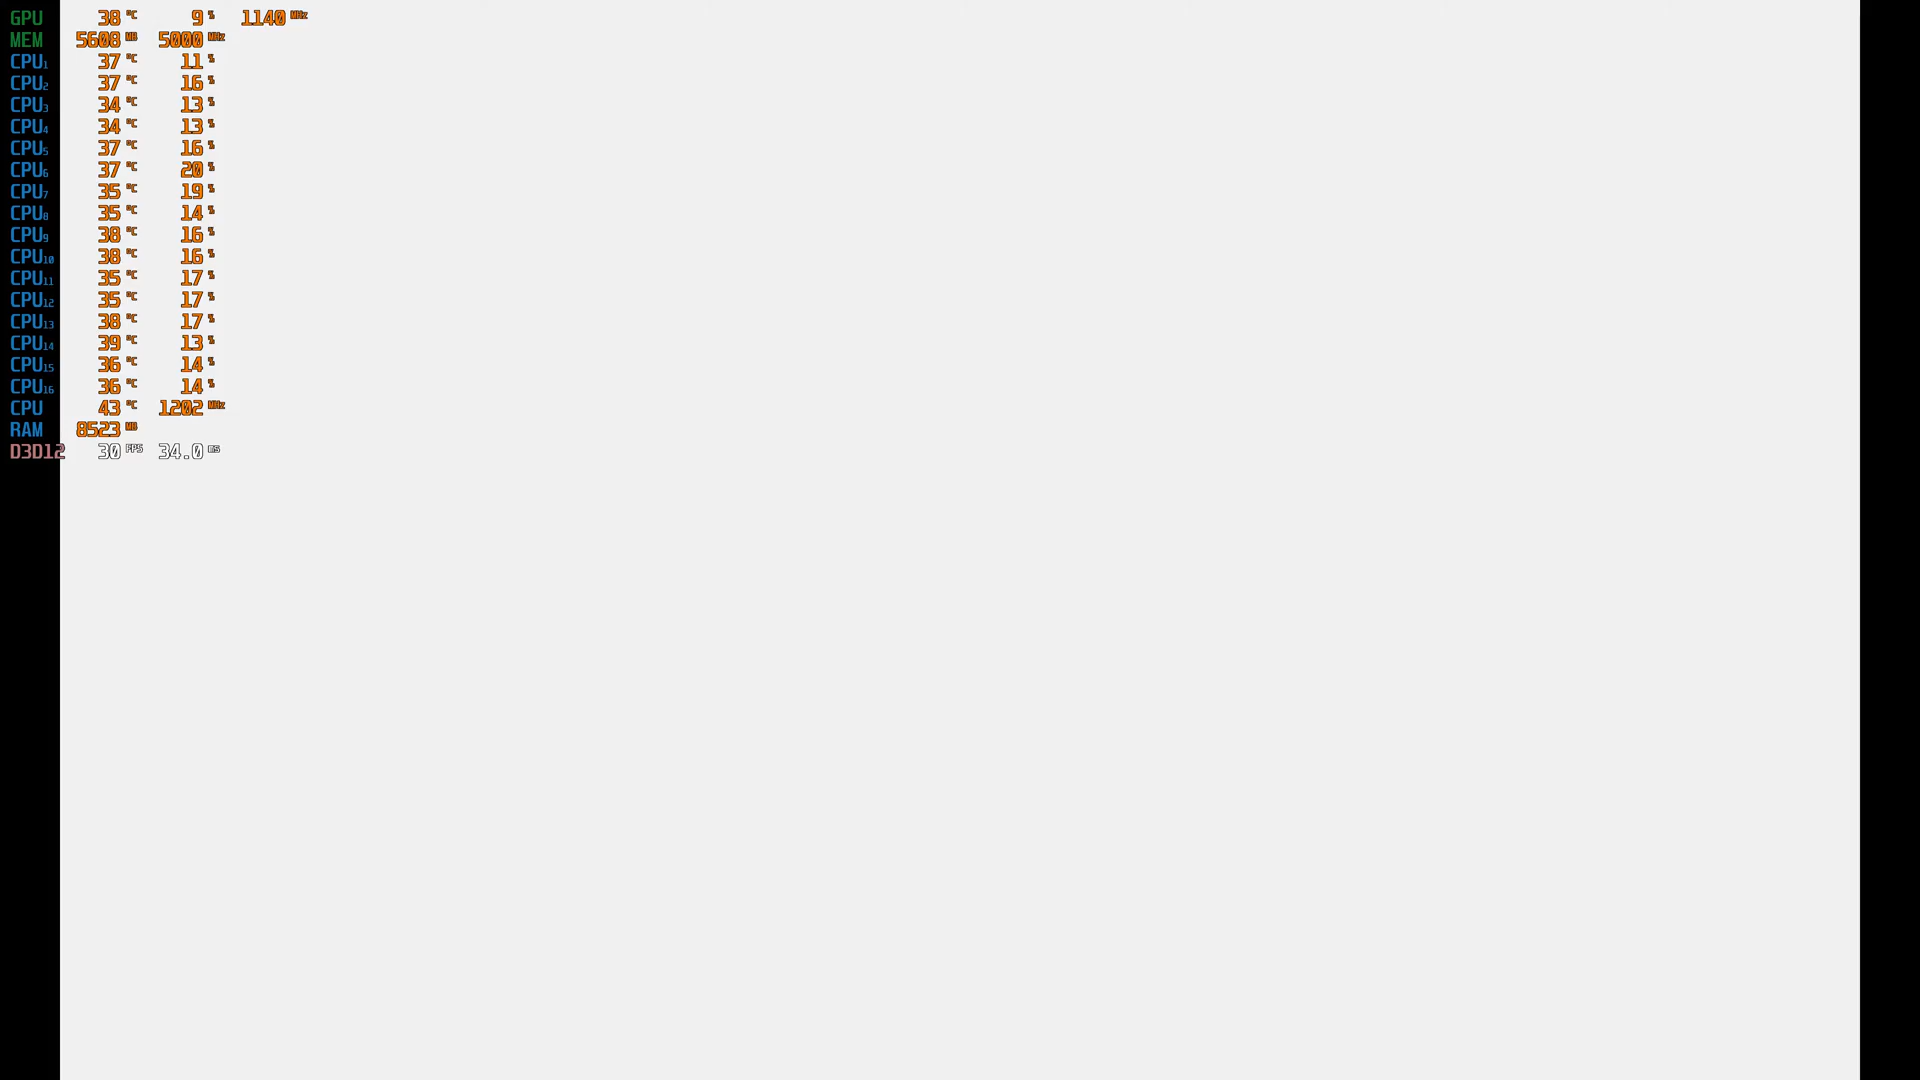 GPU 38 °C 9 % 1140 MHz
MEM 5608 MB 5000 MHz
CPU1 37 °C 11 %
CPU2 37 °C 16 %
CPU3 34 °C 13 %
CPU4 34 °C 13 %
CPU5 37 °C 16 %
CPU6 37 °C 20 %
CPU7 35 °C 19 %
CPU8 35 °C 14 %
CPU9 38 °C 16 %
CPU10 38 °C 16 %
CPU11 35 °C 17 %
CPU12 35 °C 17 %
CPU13 38 °C 17 %
CPU14 39 °C 13 %
CPU15 36 °C 14 %
CPU16 36 °C 14 %
CPU 43 °C 1202 MHz
RAM 8523 MB
D3D12 30 FPS 34.0 ms